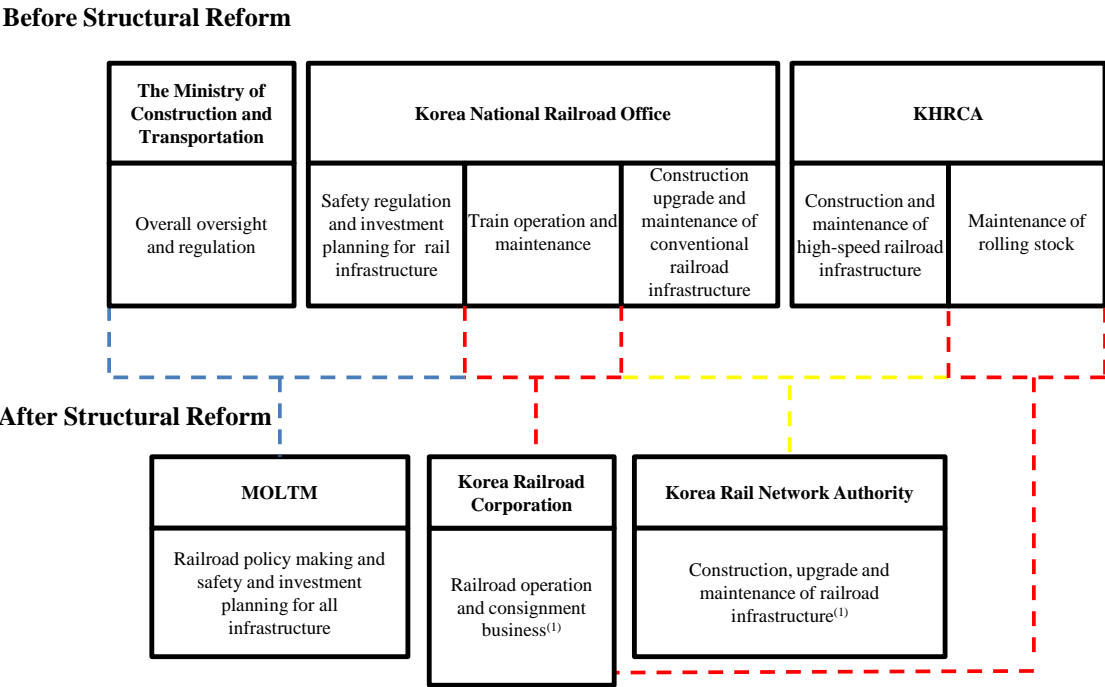 Before Structural Reform
The Ministry of
Construction and
Transportation
Korea National Railroad Office
KHRCA
Overall oversight
and regulation
Safety regulation
and investment
planning for rail
infrastructure
Train operation and
maintenance
Construction
upgrade and
maintenance of
conventional
railroad
infrastructure
Construction and
maintenance of
high-speed railroad
infrastructure
Maintenance of
rolling stock
After Structural Reform
MOLTM
Korea Railroad
Corporation
Korea Rail Network Authority
Railroad policy making and
safety and investment
planning for all
infrastructure
Railroad operation
and consignment
business(1)
Construction, upgrade and
maintenance of railroad
infrastructure(1)